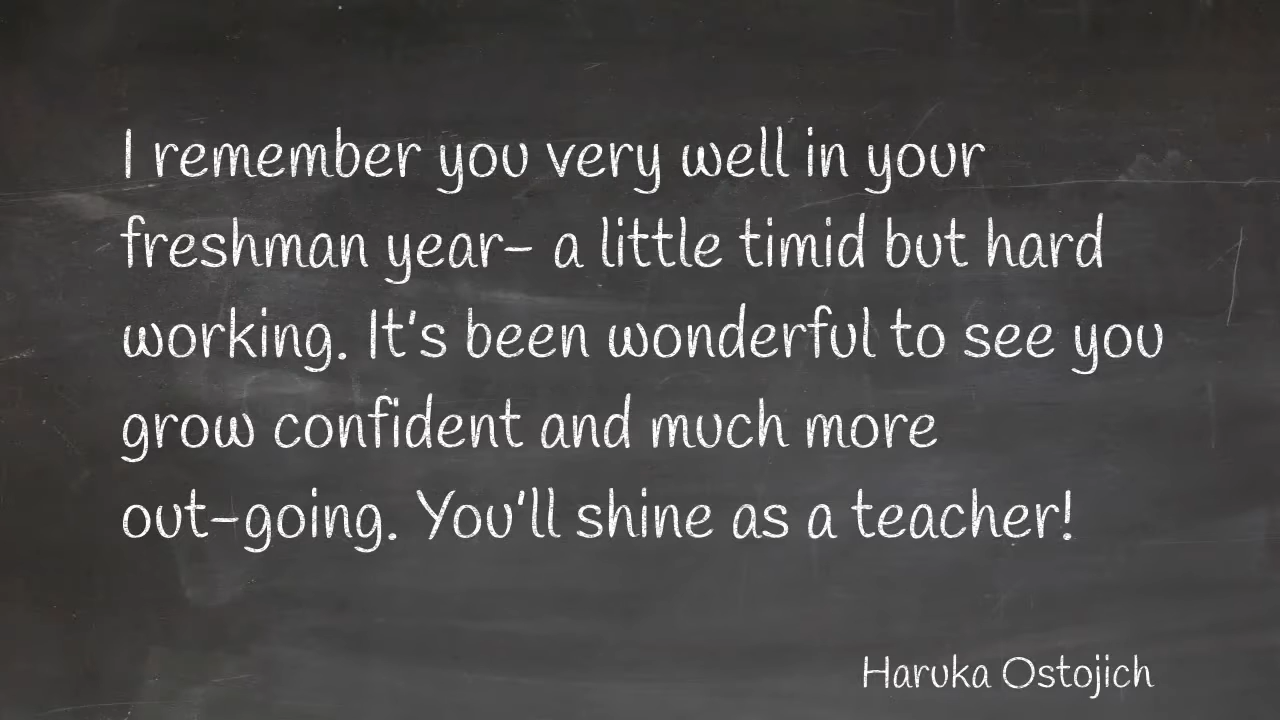 I remember you very well in your
freshman year- a little timid but hard
working. It's been wonderful to see you
grow confident and much more
out-going. You'll shine as a teacher!
Haruka Ostojich